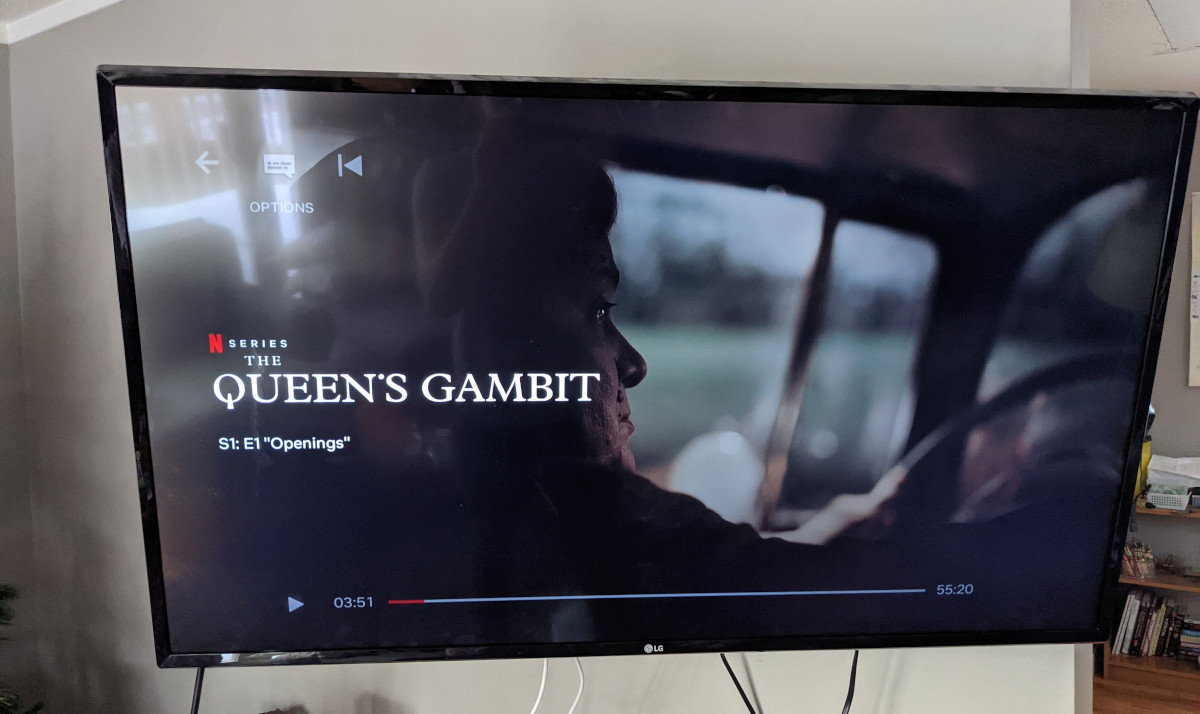 OPTIONS
N SERIES
THE
QUEEN'S GAMBIT
S1: E1 "Openings"
03:51
55:20
LG